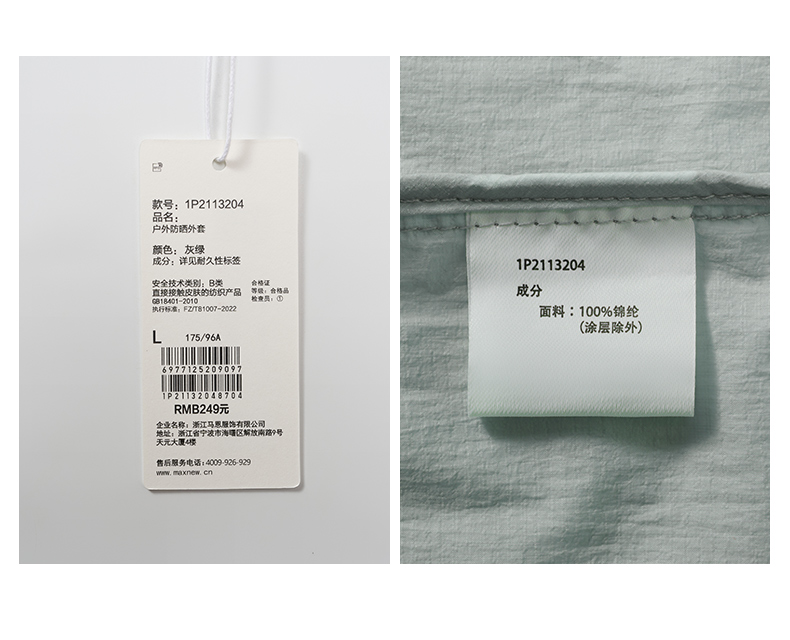 款号：1P2113204
品名：
户外防晒外套
颜色：灰绿
成分：详见耐久性标签
安全技术类别：B类
直接接触皮肤的纺织产品
GB18401-2010
执行标准：FZ/T81007-2022
合格证
等级：合格品
检查员：①
L 175/96A
6977125209097
1P21132048704
RMB249元
企业名称：浙江马恩服饰有限公司
地址：浙江省宁波市海曙区解放南路9号
天元大厦4楼
售后服务电话：4009-926-929
www.maxnew.cn
1P2113204
成分
面料：100%锦纶
（涂层除外）